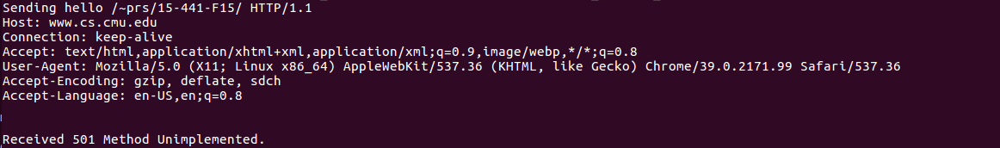 Sending hello /~prs/15-441-F15/ HTTP/1.1
Host: www.cs.cmu.edu
Connection: keep-alive
Accept: text/html,application/xhtml+xml,application/xml;q=0.9,image/webp,*/*;q=0.8
User-Agent: Mozilla/5.0 (X11; Linux x86_64) AppleWebKit/537.36 (KHTML, like Gecko) Chrome/39.0.2171.99 Safari/537.36
Accept-Encoding: gzip, deflate, sdch
Accept-Language: en-US,en;q=0.8
Received 501 Method Unimplemented.